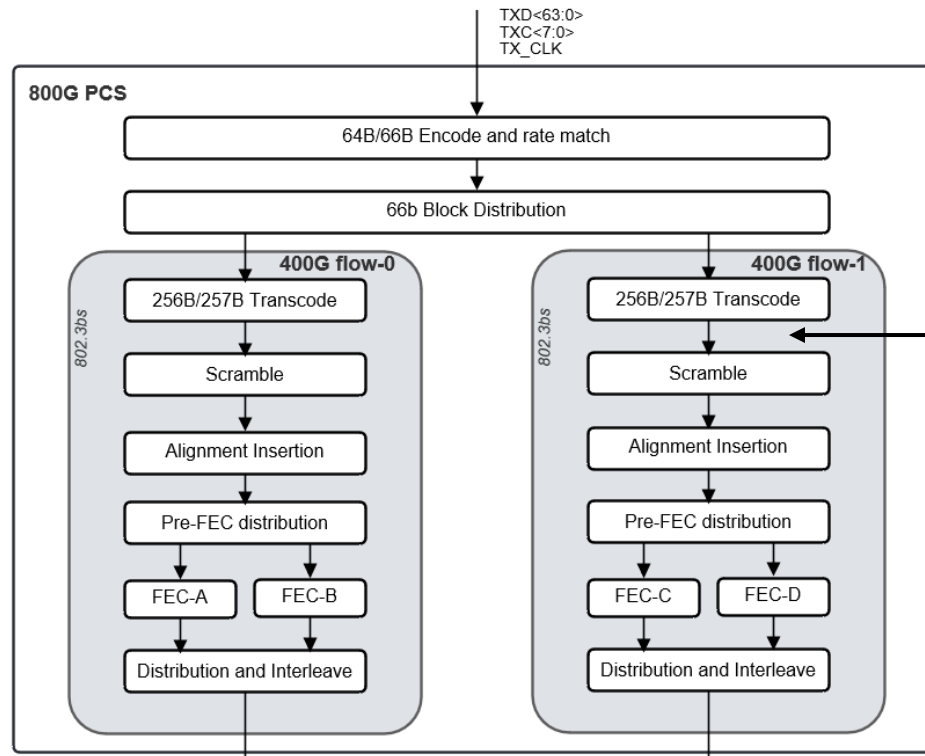 TXD<63:0>
TXC<7:0>
TX_CLK
800G PCS
64B/66B Encode and rate match
66b Block Distribution
400G flow-0
802.3bs
256B/257B Transcode
Scramble
Alignment Insertion
Pre-FEC distribution
FEC-A
FEC-B
Distribution and Interleave
400G flow-1
802.3bs
256B/257B Transcode
Scramble
Alignment Insertion
Pre-FEC distribution
FEC-C
FEC-D
Distribution and Interleave